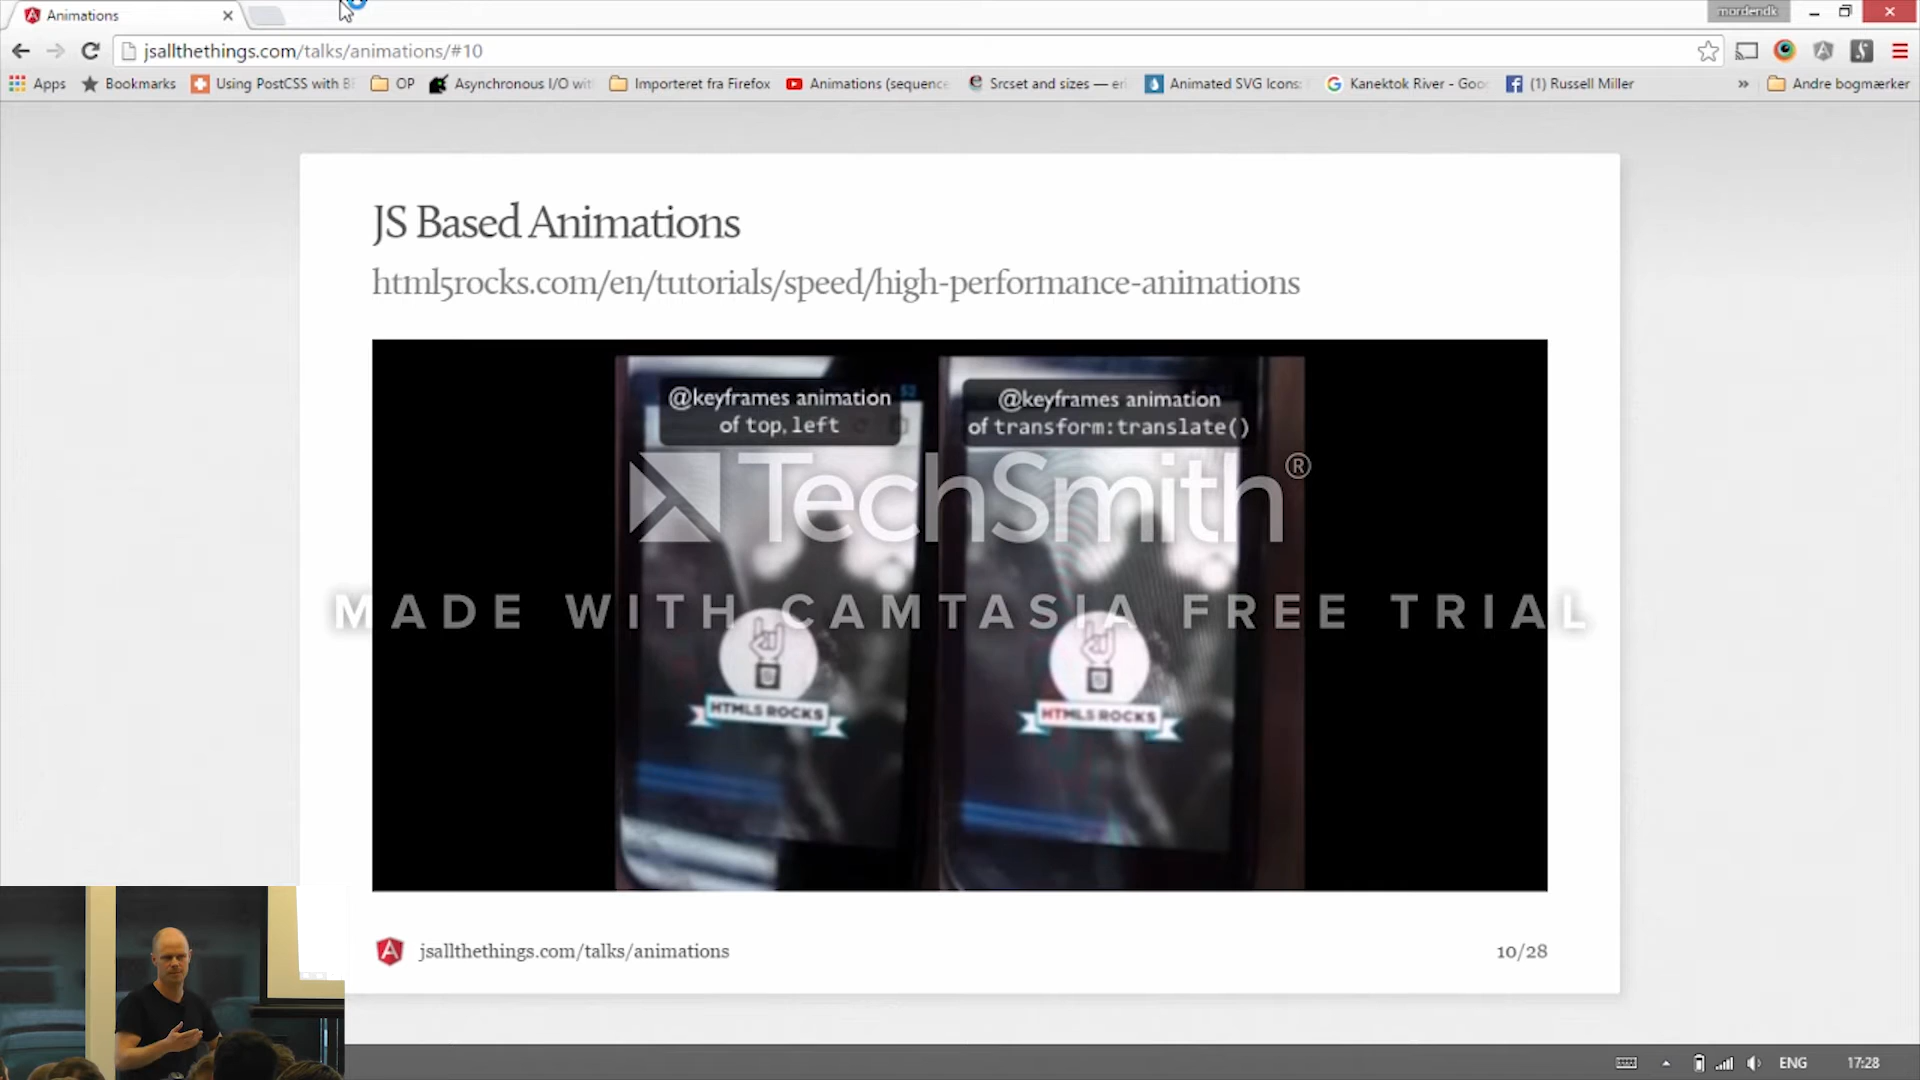 Animations
mordendk
jsallthethings.com/talks/animations/#10
Apps
Bookmarks
Using PostCSS with B
OP
Asynchronous I/O wit
Importeret fra Firefox
Animations (sequence
Srcset and sizes — eri
Animated SVG Icons:
Kanektok River - Goo
(1) Russell Miller
»
Andre bogmærker
JS Based Animations
html5rocks.com/en/tutorials/speed/high-performance-animations
@keyframes animation
of top, left
@keyframes animation
of transform:translate()
TechSmith®
MADE WITH CAMTASIA FREE TRIAL
HTML5 ROCKS
HTML5 ROCKS
jsallthethings.com/talks/animations
10/28
ENG
17:28